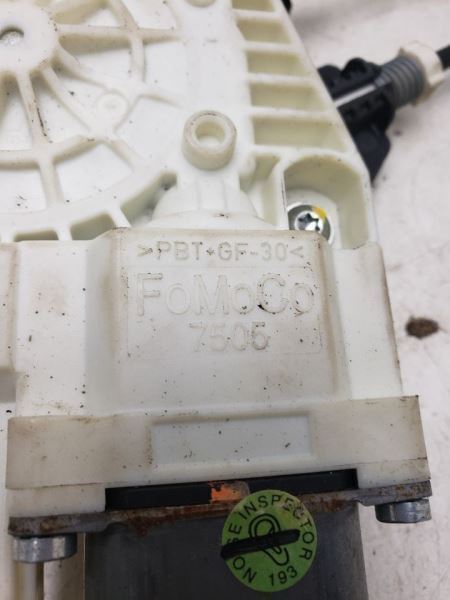 >PBT*GF-30<
FoMoCo
7505
NOISE INSPECTOR
193